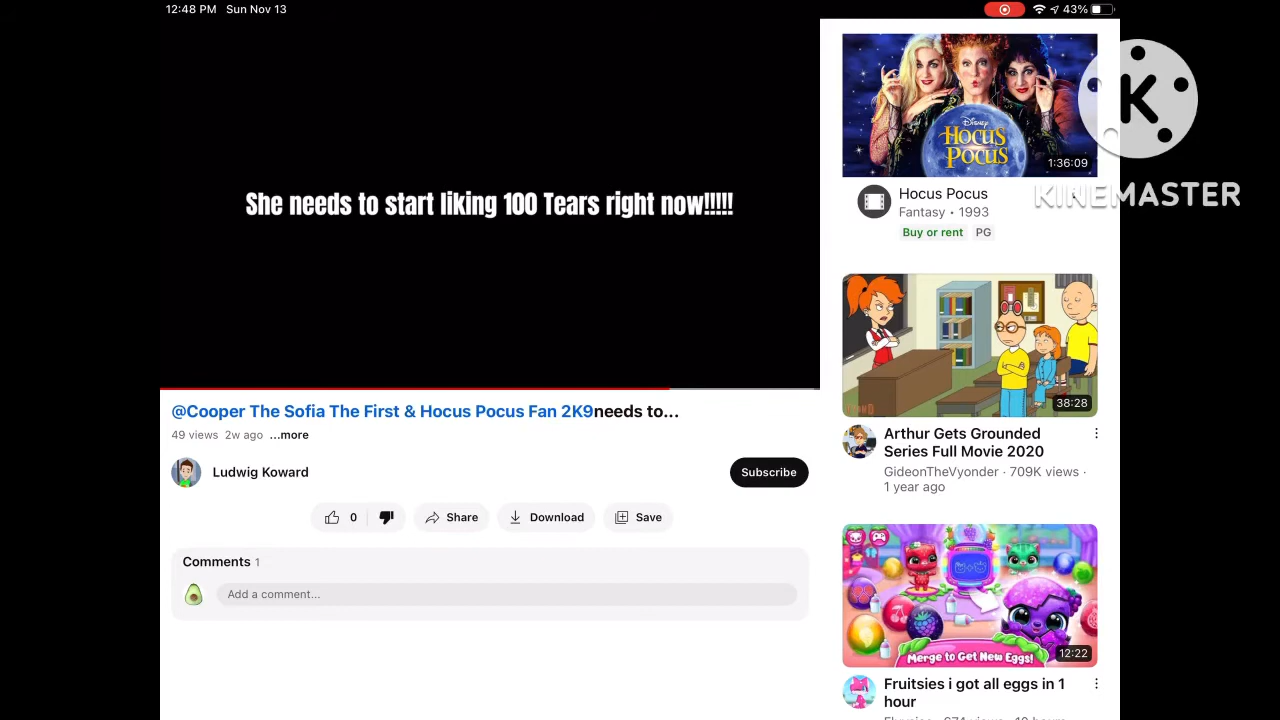 12:48 PM Sun Nov 13
43%
She needs to start liking 100 Tears right now!!!!!
@Cooper The Sofia The First & Hocus Pocus Fan 2K9needs to...
49 views 2w ago ...more
Ludwig Koward
Subscribe
0
Share
Download
Save
Comments 1
Add a comment...
DISNEY
HOCUS
POCUS
1:36:09
Hocus Pocus
Fantasy • 1993
Buy or rent PG
K
KINEMASTER
38:28
Arthur Gets Grounded
Series Full Movie 2020
GideonTheVyonder · 709K views ·
1 year ago
Merge to Get New Eggs!
12:22
Fruitsies i got all eggs in 1
hour